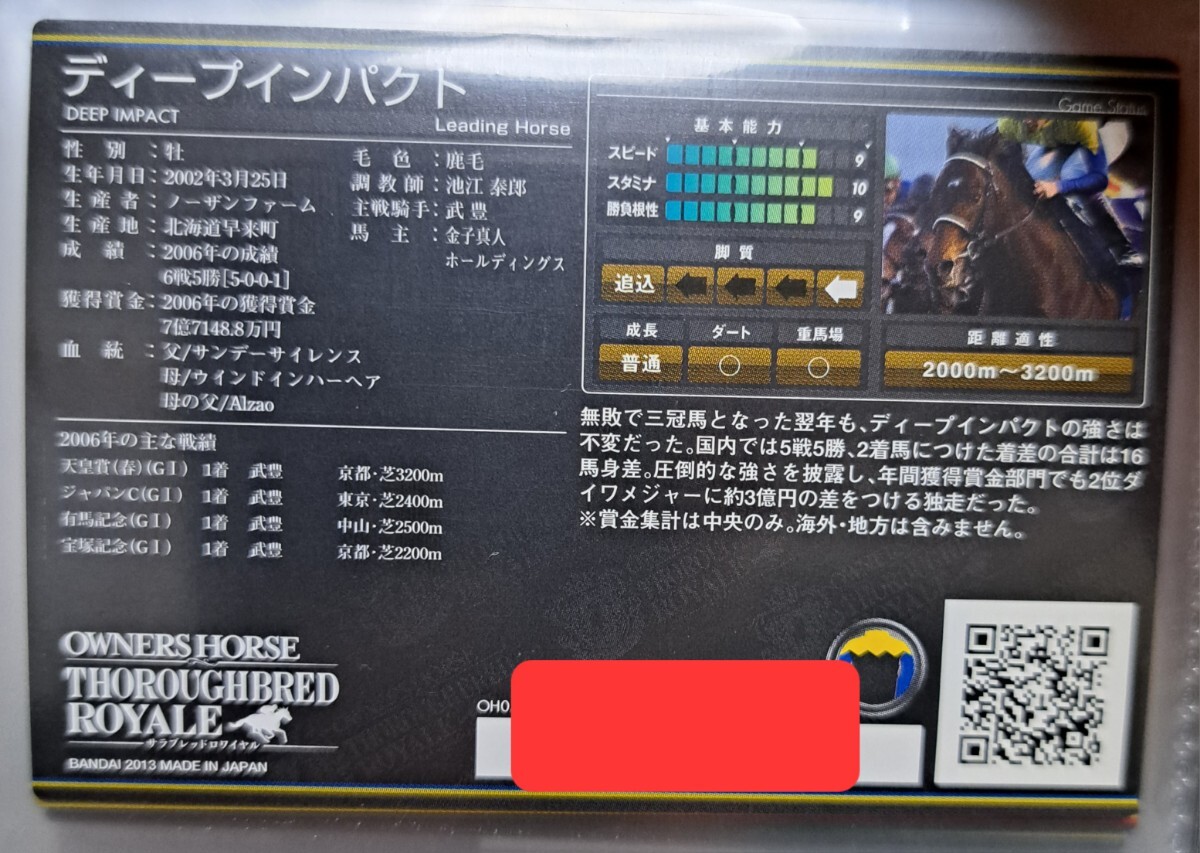 ディープインパクト
DEEP IMPACT
Leading Horse
性別：牡
生年月日：2002年3月25日
生産者：ノーザンファーム
生産地：北海道早来町
成績：2006年の成績
6戦5勝[5-0-0-1]
獲得賞金：2006年の獲得賞金
7億7148.8万円
血統：父/サンデーサイレンス
母/ウインドインハーヘア
母の父/Alzao
毛色：鹿毛
調教師：池江 泰郎
主戦騎手：武 豊
馬主：金子真人
ホールディングス
2006年の主な戦績
天皇賞(春)(GⅠ) 1着 武豊 京都・芝3200m
ジャパンC(GⅠ) 1着 武豊 東京・芝2400m
有馬記念(GⅠ) 1着 武豊 中山・芝2500m
宝塚記念(GⅠ) 1着 武豊 京都・芝2200m
Game Status
基本能力
スピード 9
スタミナ 10
勝負根性 9
脚質
追込
成長 ダート 重馬場
普通 ○ ○
距離適性
2000m～3200m
無敗で三冠馬となった翌年も、ディープインパクトの強さは
不変だった。国内では5戦5勝、2着馬につけた着差の合計は16
馬身差。圧倒的な強さを披露し、年間獲得賞金部門でも2位ダ
イワメジャーに約3億円の差をつける独走だった。
※賞金集計は中央のみ。海外・地方は含みません。
OWNERS HORSE
THOROUGHBRED
ROYALE
サラブレッドロワイヤル
BANDAI 2013 MADE IN JAPAN
OH0